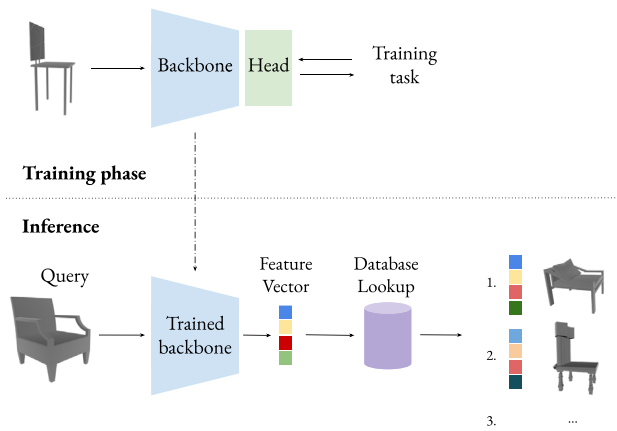 Backbone
Head
Training
task
Training phase
Inference
Query
Trained
backbone
Feature
Vector
Database
Lookup
1.
2.
3.
...